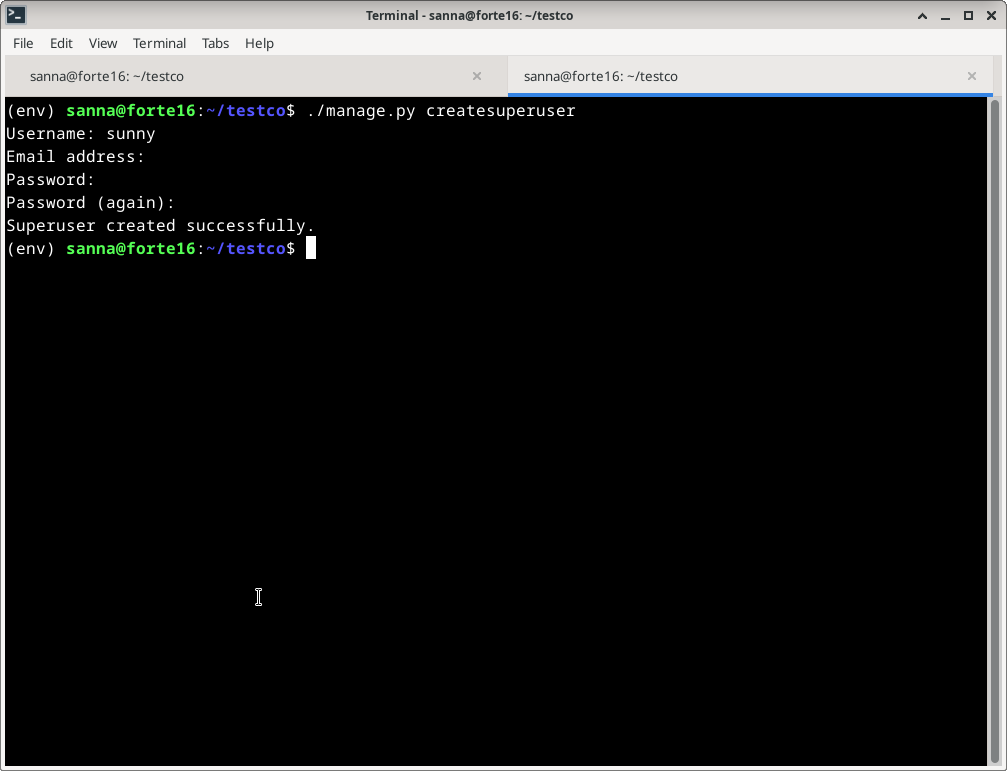 Terminal - sanna@forte16: ~/testco
File Edit View Terminal Tabs Help
sanna@forte16: ~/testco sanna@forte16: ~/testco
(env) sanna@forte16:~/testco$ ./manage.py createsuperuser
Username: sunny
Email address:
Password:
Password (again):
Superuser created successfully.
(env) sanna@forte16:~/testco$